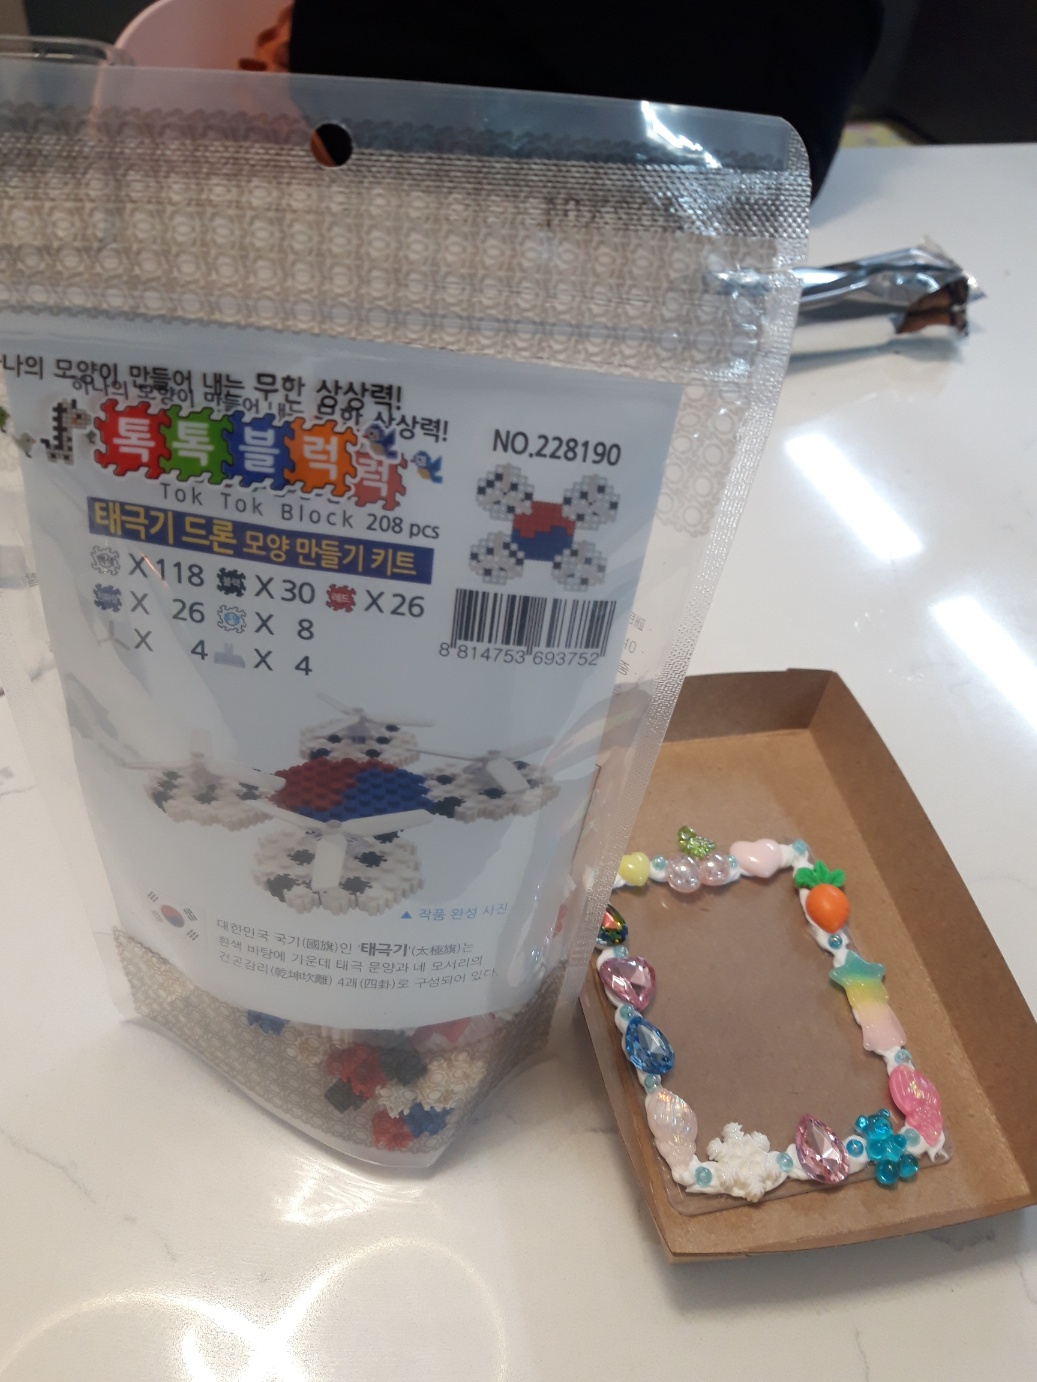 하나의 모양이 만들어 내는 무한 상상력!
톡톡블럭
Tok Tok Block 208 pcs
NO.228190
태극기 드론 모양 만들기 키트
X118 블랙 X30 레드 X26
X 26 X 8
X 4 X 4
8 814753 693752
▲ 작품 완성 사진
대한민국 국기(國旗)인 '태극기'(太極旗)는
흰색 바탕에 가운데 태극 문양과 네 모서리의
건곤감리(乾坤坎離) 4괘(四卦)로 구성되어 있다